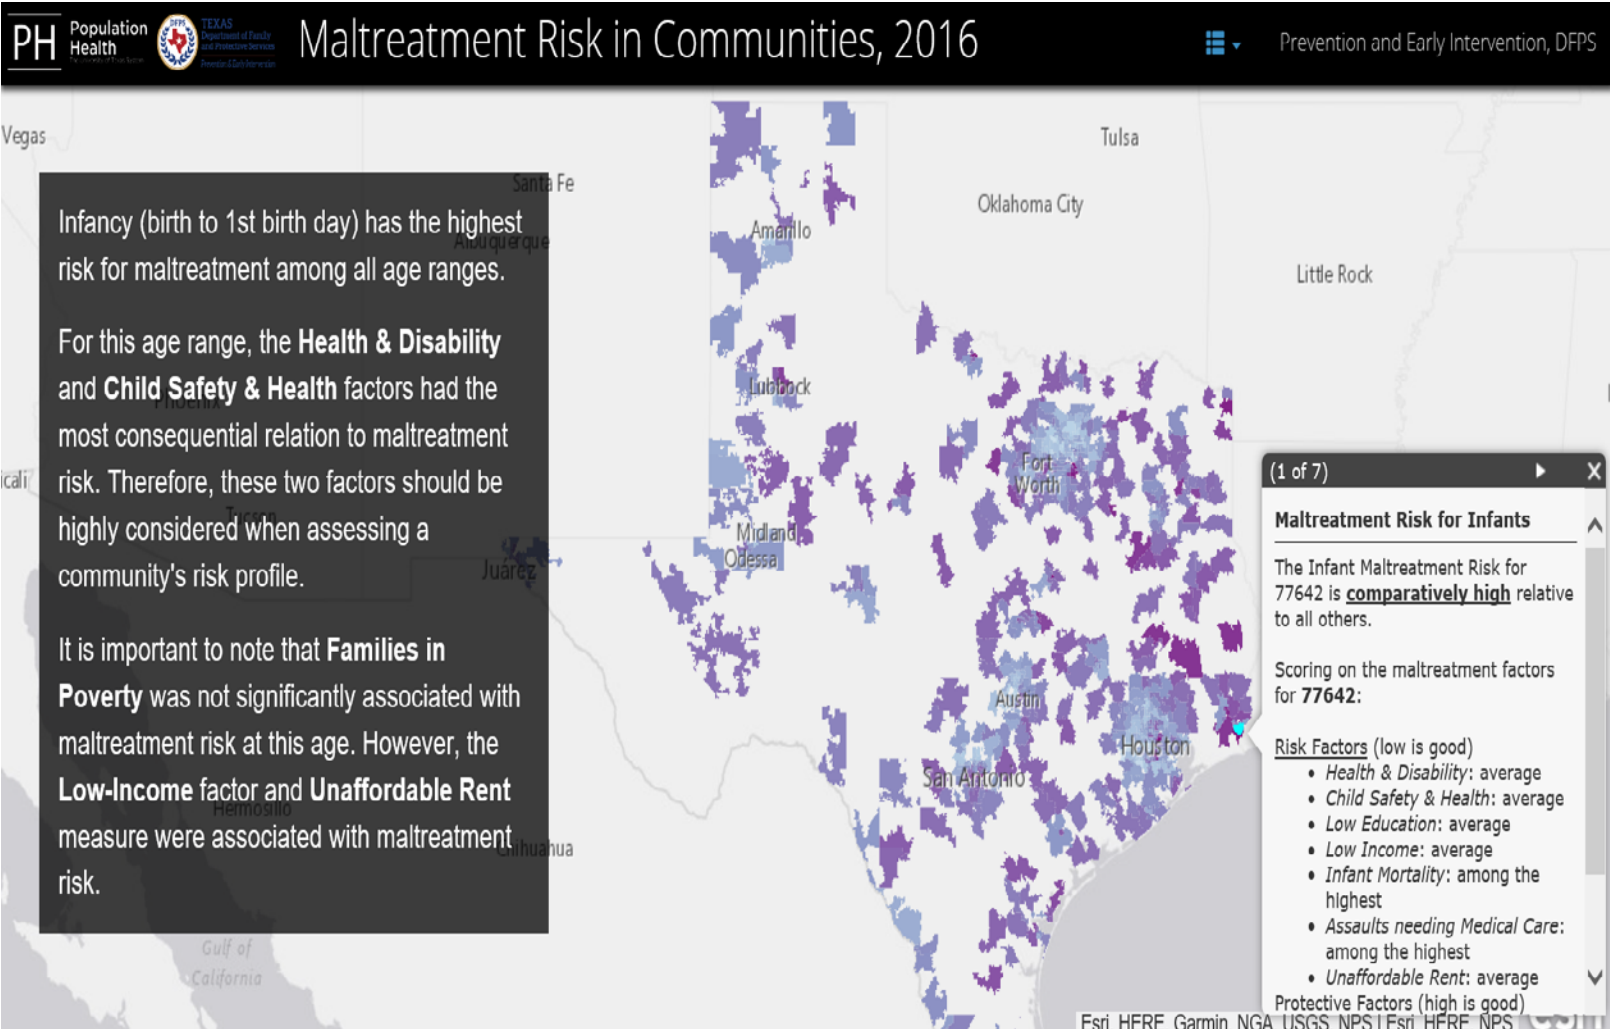 PH Population Health
TEXAS
Department of Family
and Protective Services
Prevention & Early Intervention
Maltreatment Risk in Communities, 2016
Prevention and Early Intervention, DFPS
Vegas
Tulsa
Santa Fe
Oklahoma City
Albuquerque
Amarillo
Little Rock
Infancy (birth to 1st birth day) has the highest
risk for maltreatment among all age ranges.
For this age range, the Health & Disability
and Child Safety & Health factors had the
most consequential relation to maltreatment
risk. Therefore, these two factors should be
highly considered when assessing a
community's risk profile.
It is important to note that Families in
Poverty was not significantly associated with
maltreatment risk at this age. However, the
Low-Income factor and Unaffordable Rent
measure were associated with maltreatment
risk.
Phoenix
Lubbock
icali
Tucson
Fort
Worth
Midland
Odessa
Juárez
Austin
Houston
San Antonio
Hermosillo
Chihuahua
Gulf of
California
(1 of 7)
Maltreatment Risk for Infants
The Infant Maltreatment Risk for
77642 is comparatively high relative
to all others.
Scoring on the maltreatment factors
for 77642:
Risk Factors (low is good)
• Health & Disability: average
• Child Safety & Health: average
• Low Education: average
• Low Income: average
• Infant Mortality: among the
highest
• Assaults needing Medical Care:
among the highest
• Unaffordable Rent: average
Protective Factors (high is good)
Esri, HERE, Garmin, NGA, USGS, NPS | Esri, HERE, NPS